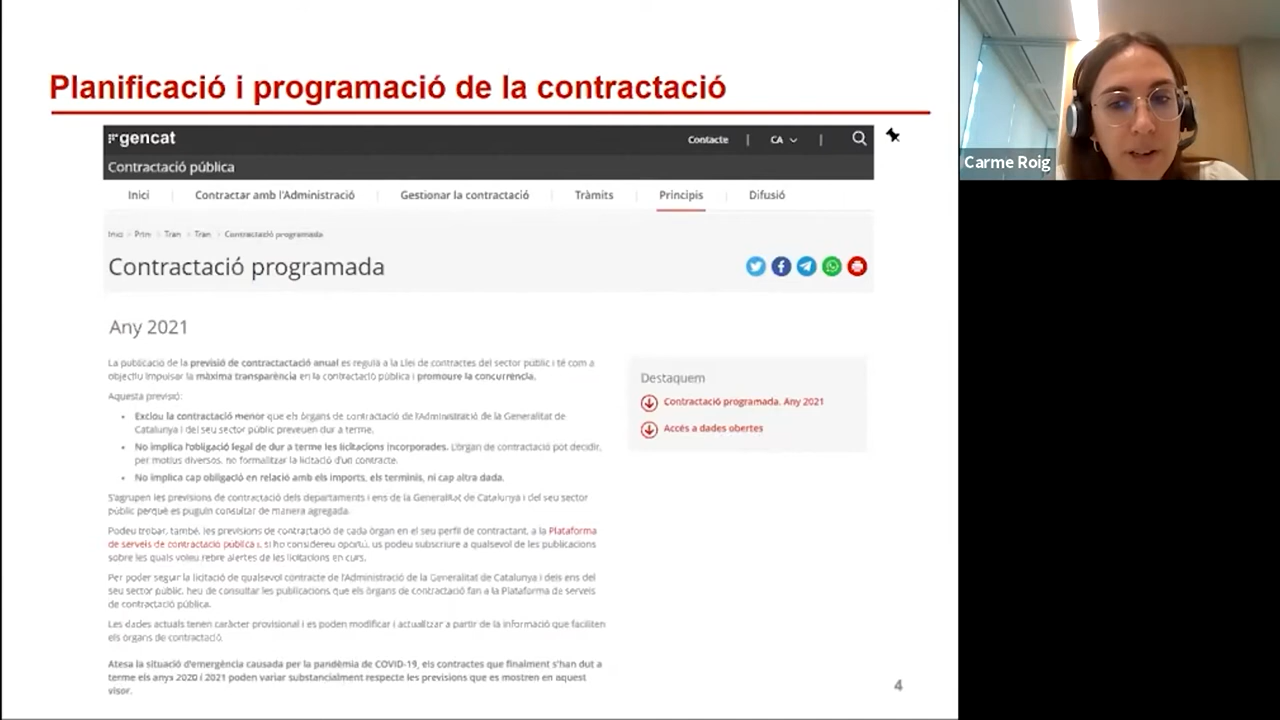 Planificació i programació de la contractació
gencat
Contacte | CA |
Contractació pública
Inici
Contractar amb l'Administració
Gestionar la contractació
Tràmits
Principis
Difusió
Inici > Prin > Tran > Tran > Contractació programada
Contractació programada
Any 2021
La publicació de la previsió de contractactació anual es regula a la Llei de contractes del sector públic i té com a
objectiu impulsar la màxima transparència en la contractació pública i promoure la concurrència.
Aquesta previsió:
• Exclou la contractació menor que els òrgans de contractació de l'Administració de la Generalitat de
Catalunya i del seu sector públic preveuen dur a terme.
• No implica l'obligació legal de dur a terme les licitacions incorporades. L'òrgan de contractació pot decidir,
per motius diversos, no formalitzar la licitació d'un contracte.
• No implica cap obligació en relació amb els imports, els terminis, ni cap altra dada.
S'agrupen les previsions de contractació dels departaments i ens de la Generalitat de Catalunya i del seu sector
públic perquè es puguin consultar de manera agregada.
Podeu trobar, també, les previsions de contractació de cada òrgan en el seu perfil de contractant, a la Plataforma
de serveis de contractació pública i, si ho considereu oportú, us podeu subscriure a qualsevol de les publicacions
sobre les quals voleu rebre alertes de les licitacions en curs.
Per poder seguir la licitació de qualsevol contracte de l'Administració de la Generalitat de Catalunya i dels ens del
seu sector públic, heu de consultar les publicacions que els òrgans de contractació fan a la Plataforma de serveis
de contractació pública.
Les dades actuals tenen caràcter provisional i es poden modificar i actualitzar a partir de la informació que faciliten
els òrgans de contractació.
Atesa la situació d'emergència causada per la pandèmia de COVID-19, els contractes que finalment s'han dut a
terme els anys 2020 i 2021 poden variar substancialment respecte les previsions que es mostren en aquest
visor.
Destaquem
Contractació programada. Any 2021
Accés a dades obertes
4
Carme Roig